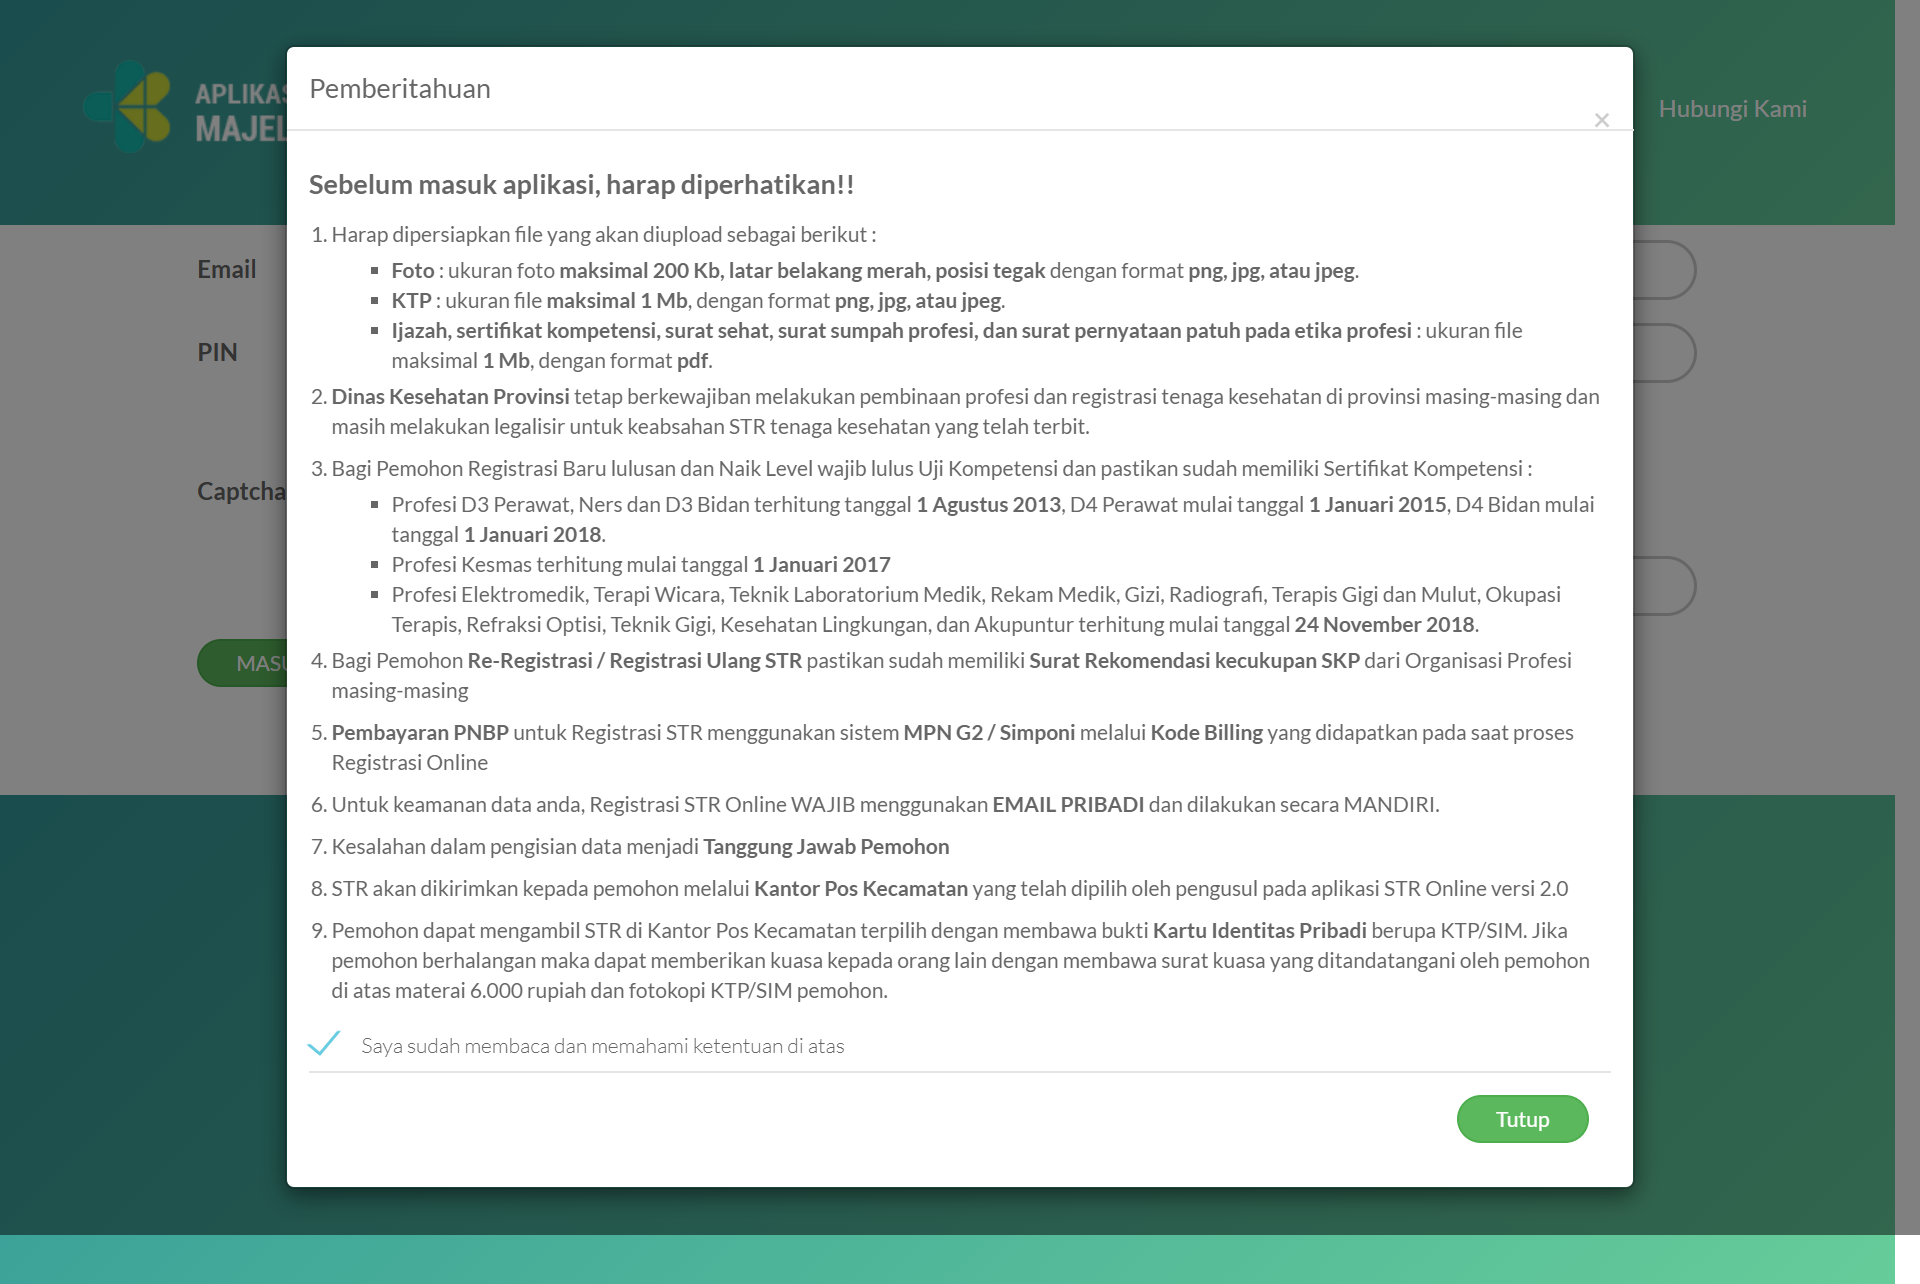 Pemberitahuan
×
APLIKAS
MAJEL
Hubungi Kami
Sebelum masuk aplikasi, harap diperhatikan!!
1. Harap dipersiapkan file yang akan diupload sebagai berikut :
Foto : ukuran foto maksimal 200 Kb, latar belakang merah, posisi tegak dengan format png, jpg, atau jpeg.
KTP : ukuran file maksimal 1 Mb, dengan format png, jpg, atau jpeg.
Ijazah, sertifikat kompetensi, surat sehat, surat sumpah profesi, dan surat pernyataan patuh pada etika profesi : ukuran file
maksimal 1 Mb, dengan format pdf.
2. Dinas Kesehatan Provinsi tetap berkewajiban melakukan pembinaan profesi dan registrasi tenaga kesehatan di provinsi masing-masing dan
masih melakukan legalisir untuk keabsahan STR tenaga kesehatan yang telah terbit.
3. Bagi Pemohon Registrasi Baru lulusan dan Naik Level wajib lulus Uji Kompetensi dan pastikan sudah memiliki Sertifikat Kompetensi :
Profesi D3 Perawat, Ners dan D3 Bidan terhitung tanggal 1 Agustus 2013, D4 Perawat mulai tanggal 1 Januari 2015, D4 Bidan mulai
tanggal 1 Januari 2018.
Profesi Kesmas terhitung mulai tanggal 1 Januari 2017
Profesi Elektromedik, Terapi Wicara, Teknik Laboratorium Medik, Rekam Medik, Gizi, Radiografi, Terapis Gigi dan Mulut, Okupasi
Terapis, Refraksi Optisi, Teknik Gigi, Kesehatan Lingkungan, dan Akupuntur terhitung mulai tanggal 24 November 2018.
4. Bagi Pemohon Re-Registrasi / Registrasi Ulang STR pastikan sudah memiliki Surat Rekomendasi kecukupan SKP dari Organisasi Profesi
masing-masing
5. Pembayaran PNBP untuk Registrasi STR menggunakan sistem MPN G2 / Simponi melalui Kode Billing yang didapatkan pada saat proses
Registrasi Online
6. Untuk keamanan data anda, Registrasi STR Online WAJIB menggunakan EMAIL PRIBADI dan dilakukan secara MANDIRI.
7. Kesalahan dalam pengisian data menjadi Tanggung Jawab Pemohon
8. STR akan dikirimkan kepada pemohon melalui Kantor Pos Kecamatan yang telah dipilih oleh pengusul pada aplikasi STR Online versi 2.0
9. Pemohon dapat mengambil STR di Kantor Pos Kecamatan terpilih dengan membawa bukti Kartu Identitas Pribadi berupa KTP/SIM. Jika
pemohon berhalangan maka dapat memberikan kuasa kepada orang lain dengan membawa surat kuasa yang ditandatangani oleh pemohon
di atas materai 6.000 rupiah dan fotokopi KTP/SIM pemohon.
Saya sudah membaca dan memahami ketentuan di atas
Tutup
Email
PIN
Captcha
MASU